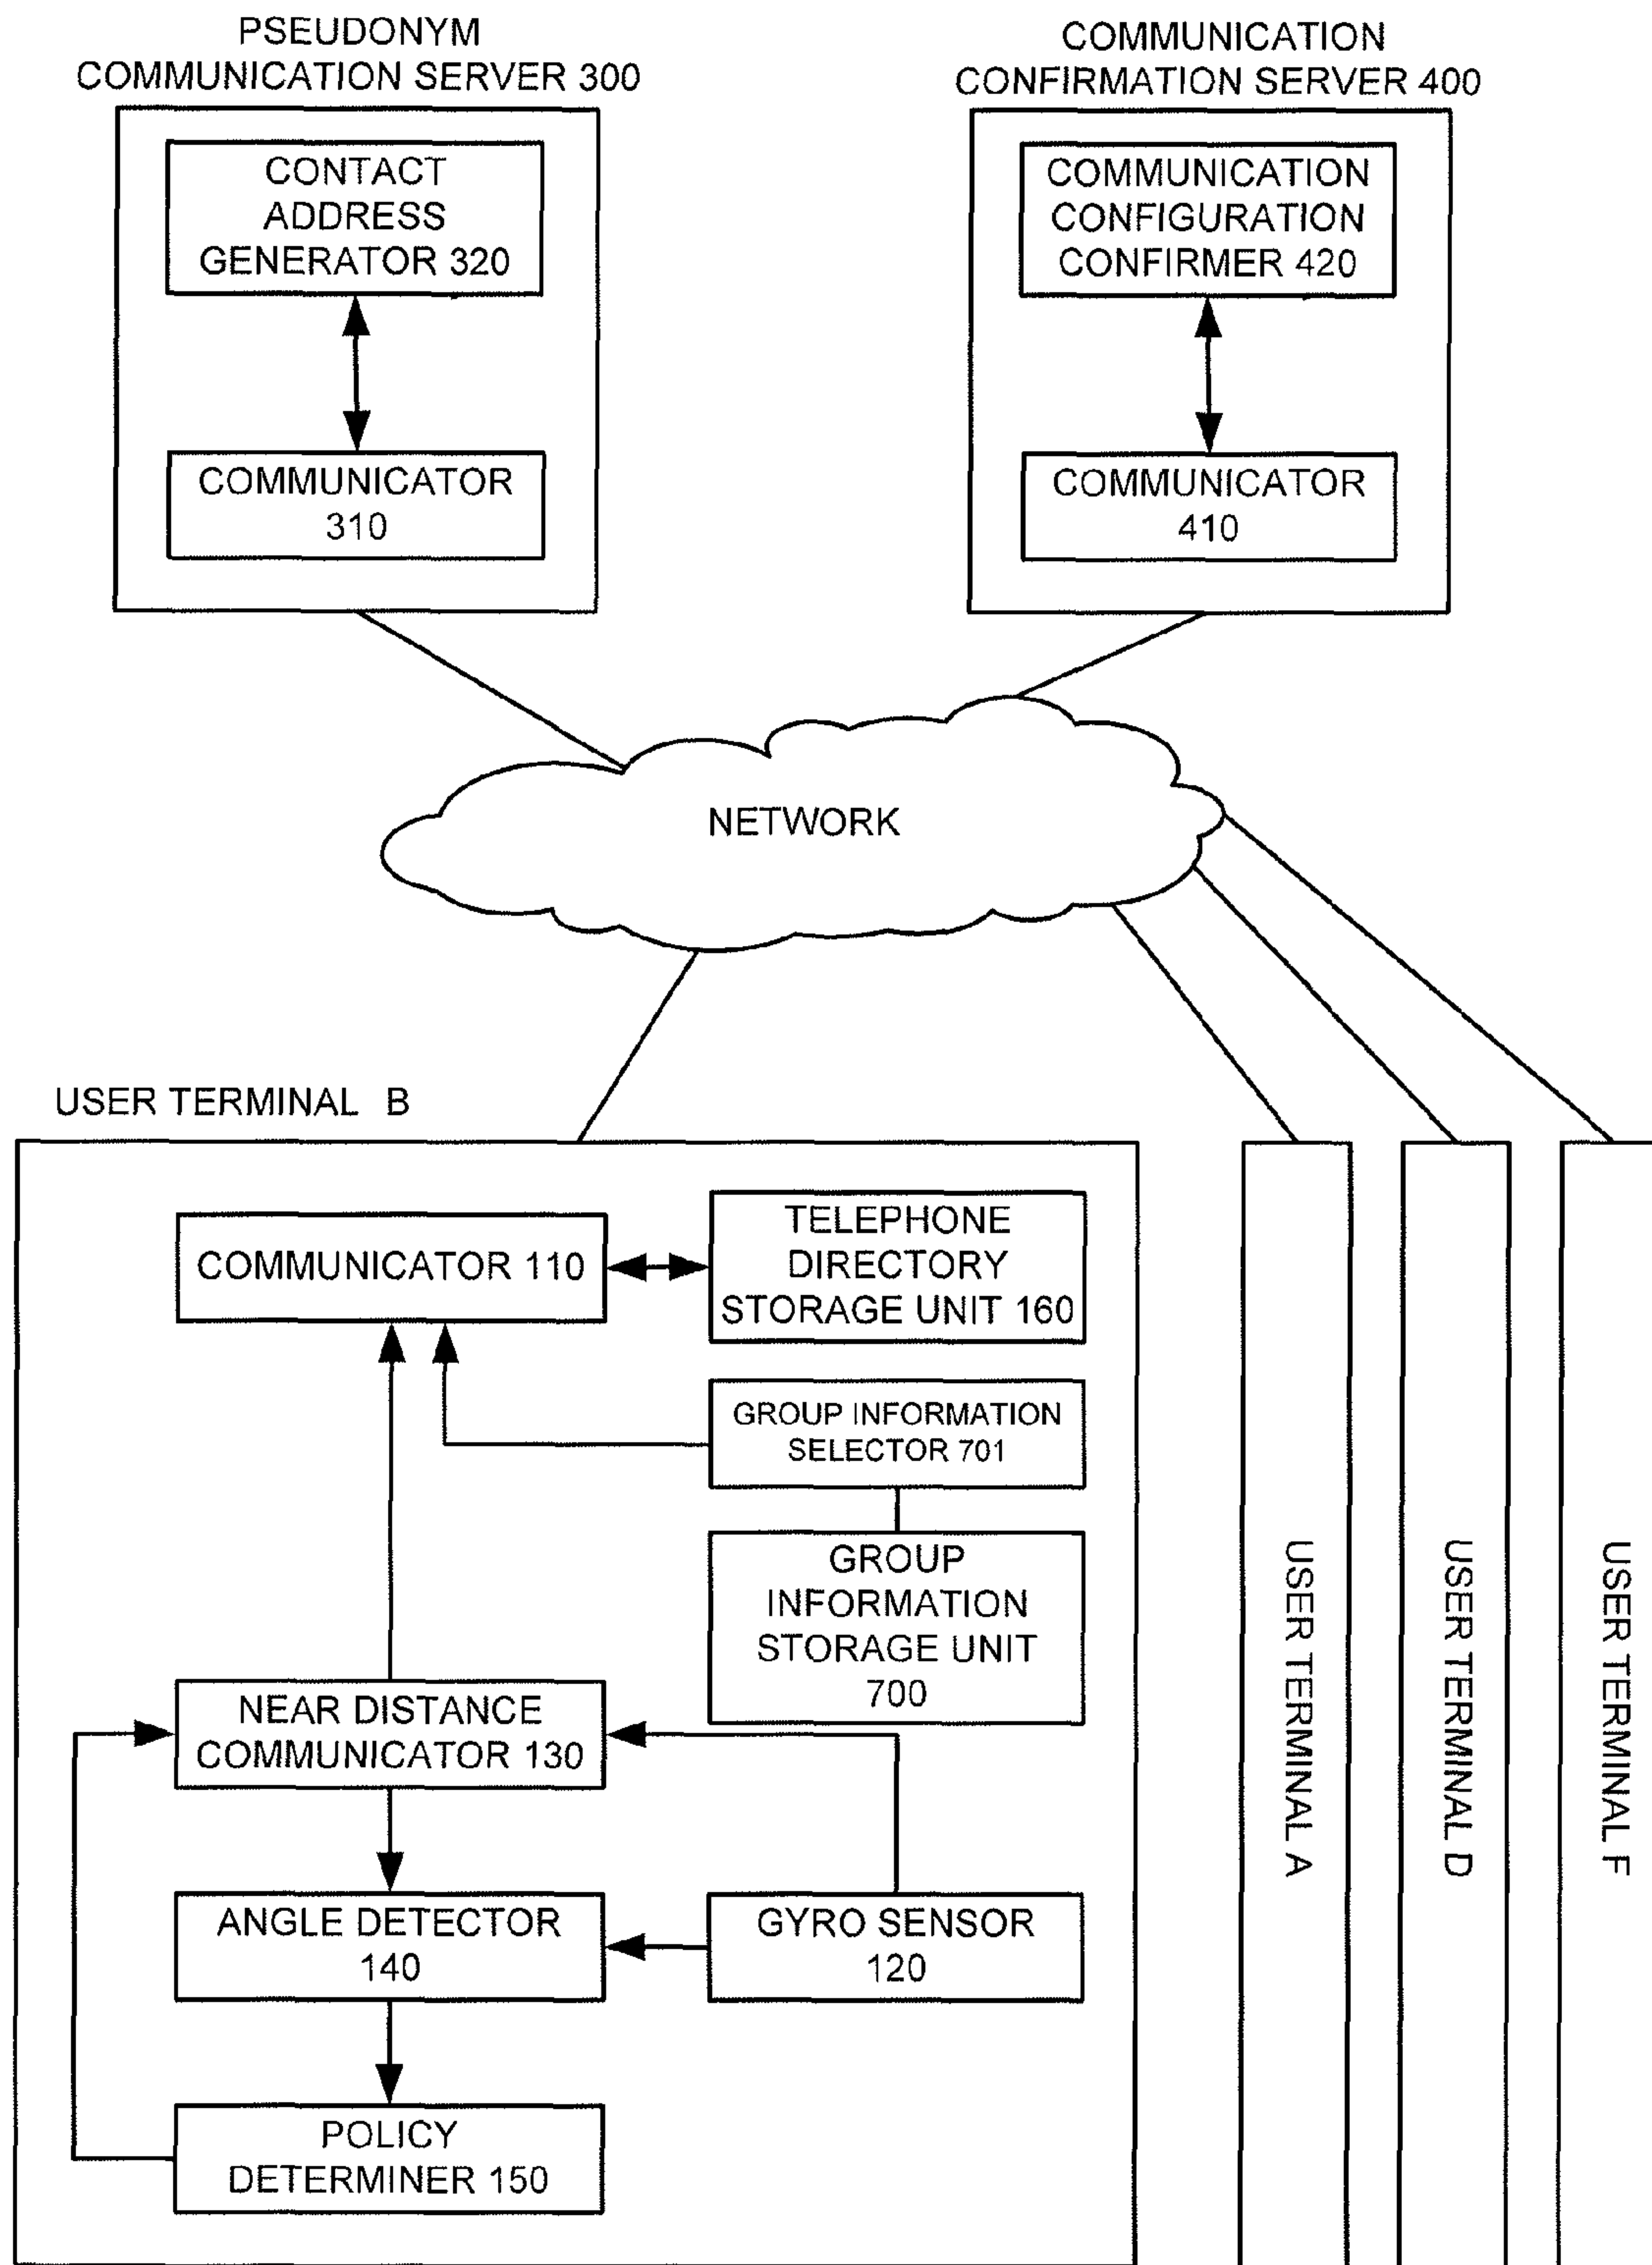 PSEUDONYM
COMMUNICATION SERVER 300
COMMUNICATION
CONFIRMATION SERVER 400
CONTACT
ADDRESS
GENERATOR 320
COMMUNICATION
CONFIGURATION
CONFIRMER 420
COMMUNICATOR
310
COMMUNICATOR
410
NETWORK
USER TERMINAL B
COMMUNICATOR 110
TELEPHONE
DIRECTORY
STORAGE UNIT 160
GROUP INFORMATION
SELECTOR 701
GROUP
INFORMATION
STORAGE UNIT
700
NEAR DISTANCE
COMMUNICATOR 130
ANGLE DETECTOR
140
GYRO SENSOR
120
POLICY
DETERMINER 150
USER TERMINAL A
USER TERMINAL D
USER TERMINAL F